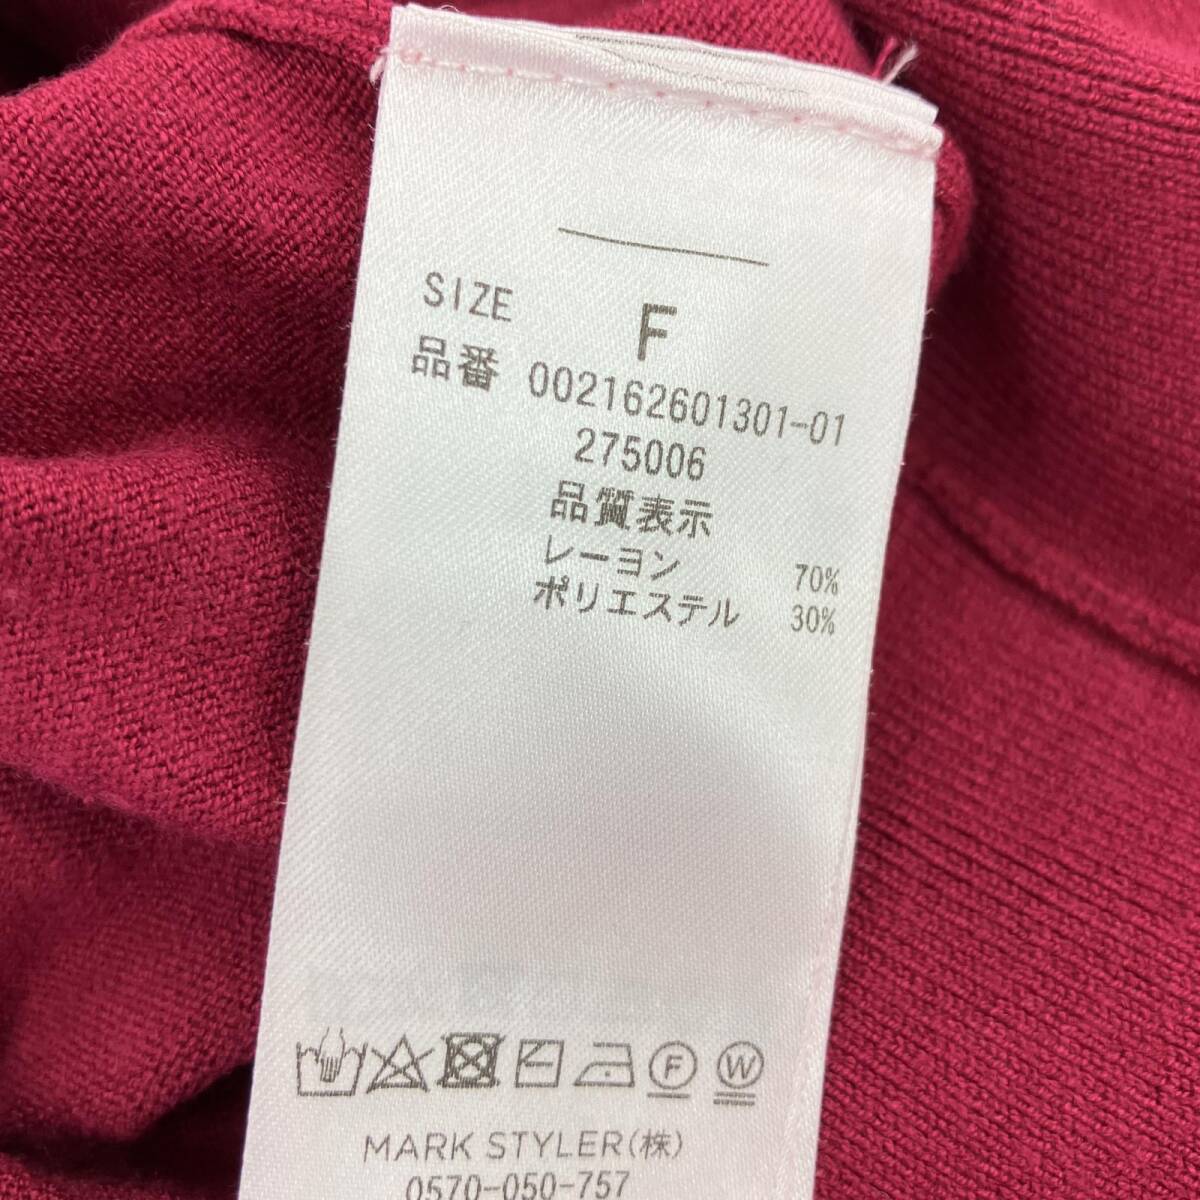 SIZE F
品番 002162601301-01
275006
品質表示
レーヨン 70%
ポリエステル 30%
F W
MARK STYLER(株)
0570-050-757